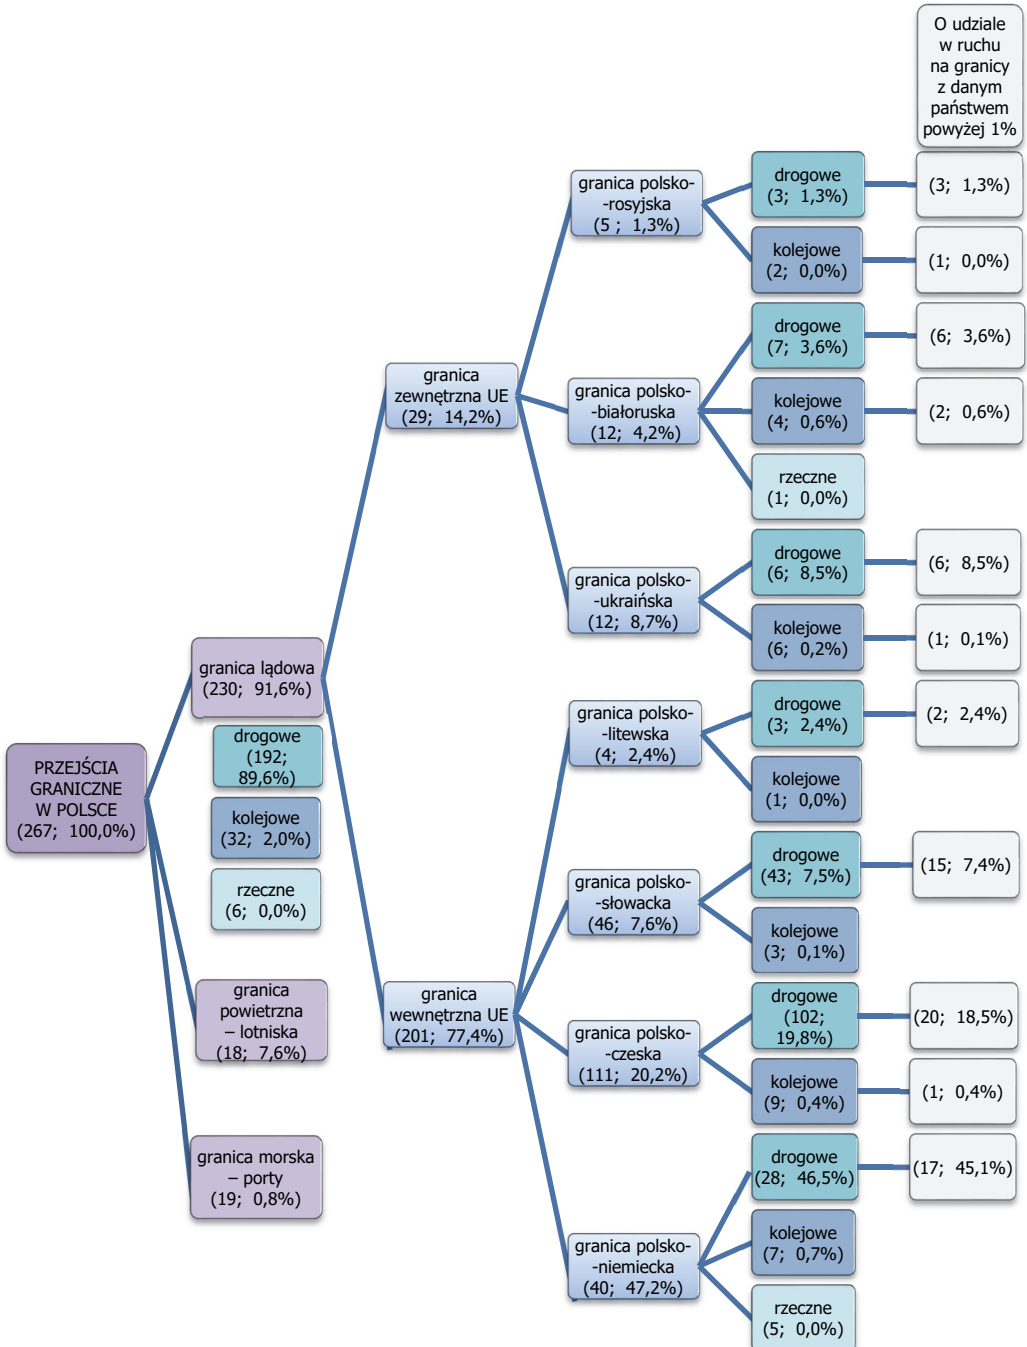 O udziale
w ruchu
na granicy
z danym
państwem
powyżej 1%
granica polsko-
-rosyjska
(5 ; 1,3%)
drogowe
(3; 1,3%)
(3; 1,3%)
kolejowe
(2; 0,0%)
(1; 0,0%)
granica
zewnętrzna UE
(29; 14,2%)
granica polsko-
-białoruska
(12; 4,2%)
drogowe
(7; 3,6%)
(6; 3,6%)
kolejowe
(4; 0,6%)
(2; 0,6%)
rzeczne
(1; 0,0%)
granica polsko-
-ukraińska
(12; 8,7%)
drogowe
(6; 8,5%)
(6; 8,5%)
kolejowe
(6; 0,2%)
(1; 0,1%)
granica lądowa
(230; 91,6%)
drogowe
(192;
89,6%)
kolejowe
(32; 2,0%)
rzeczne
(6; 0,0%)
PRZEJŚCIA
GRANICZNE
W POLSCE
(267; 100,0%)
granica polsko-
-litewska
(4; 2,4%)
drogowe
(3; 2,4%)
(2; 2,4%)
kolejowe
(1; 0,0%)
granica polsko-
-słowacka
(46; 7,6%)
drogowe
(43; 7,5%)
(15; 7,4%)
kolejowe
(3; 0,1%)
granica
powietrzna
– lotniska
(18; 7,6%)
granica
wewnętrzna UE
(201; 77,4%)
granica polsko-
-czeska
(111; 20,2%)
drogowe
(102;
19,8%)
(20; 18,5%)
kolejowe
(9; 0,4%)
(1; 0,4%)
granica morska
– porty
(19; 0,8%)
granica polsko-
-niemiecka
(40; 47,2%)
drogowe
(28; 46,5%)
(17; 45,1%)
kolejowe
(7; 0,7%)
rzeczne
(5; 0,0%)